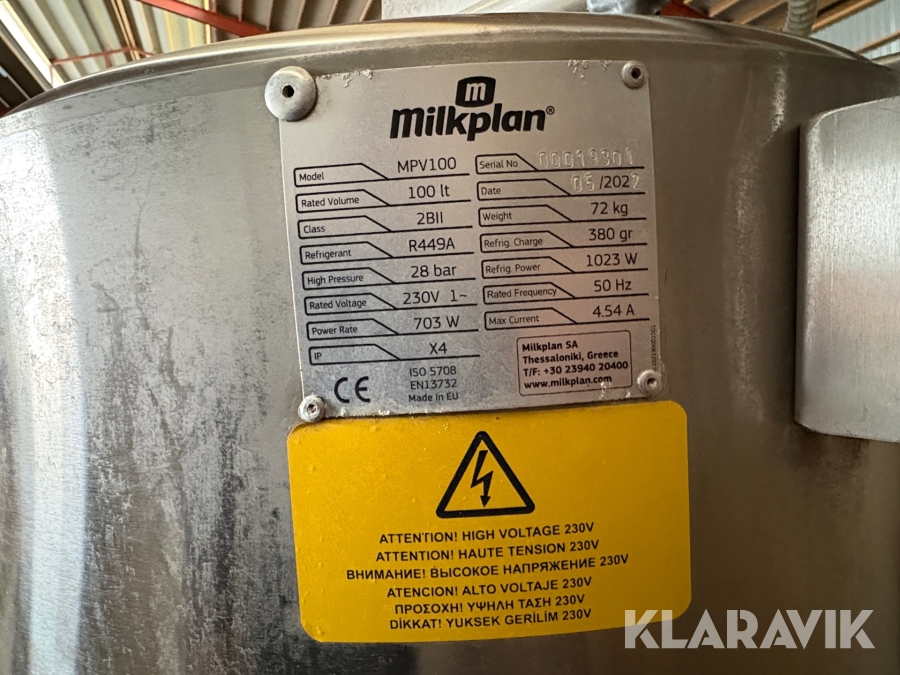 m
milkplan®
Model MPV100
Rated Volume 100 lt
Class 2BII
Refrigerant R449A
High Pressure 28 bar
Rated Voltage 230V 1~
Power Rate 703 W
IP X4
Serial No 00019301
Date 05/2022
Weight 72 kg
Refrig. Charge 380 gr
Refrig. Power 1023 W
Rated Frequency 50 Hz
Max Current 4.54 A
CE
ISO 5708
EN13732
Made in EU
Milkplan SA
Thessaloniki, Greece
T/F: +30 23940 20400
www.milkplan.com
ATTENTION! HIGH VOLTAGE 230V
ATTENTION! HAUTE TENSION 230V
ВНИМАНИЕ! ВЫСОКОЕ НАПРЯЖЕНИЕ 230V
ATENCION! ALTO VOLTAJE 230V
ΠΡΟΣΟΧΗ! ΥΨΗΛΗ ΤΑΣΗ 230V
DİKKAT! YUKSEK GERİLİM 230V
KLARAVIK